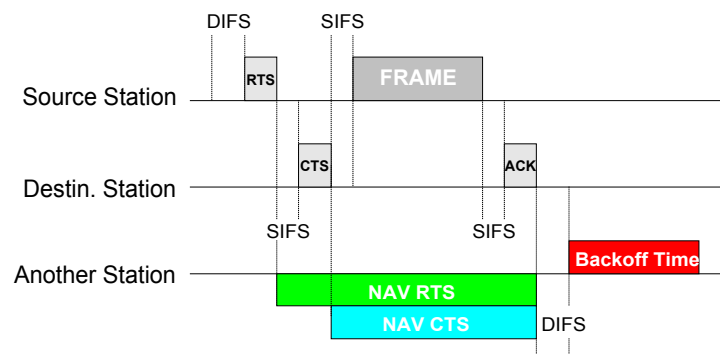 DIFS
SIFS
RTS
FRAME
Source Station
CTS
ACK
Destin. Station
SIFS
SIFS
Backoff Time
Another Station
NAV RTS
NAV CTS
DIFS